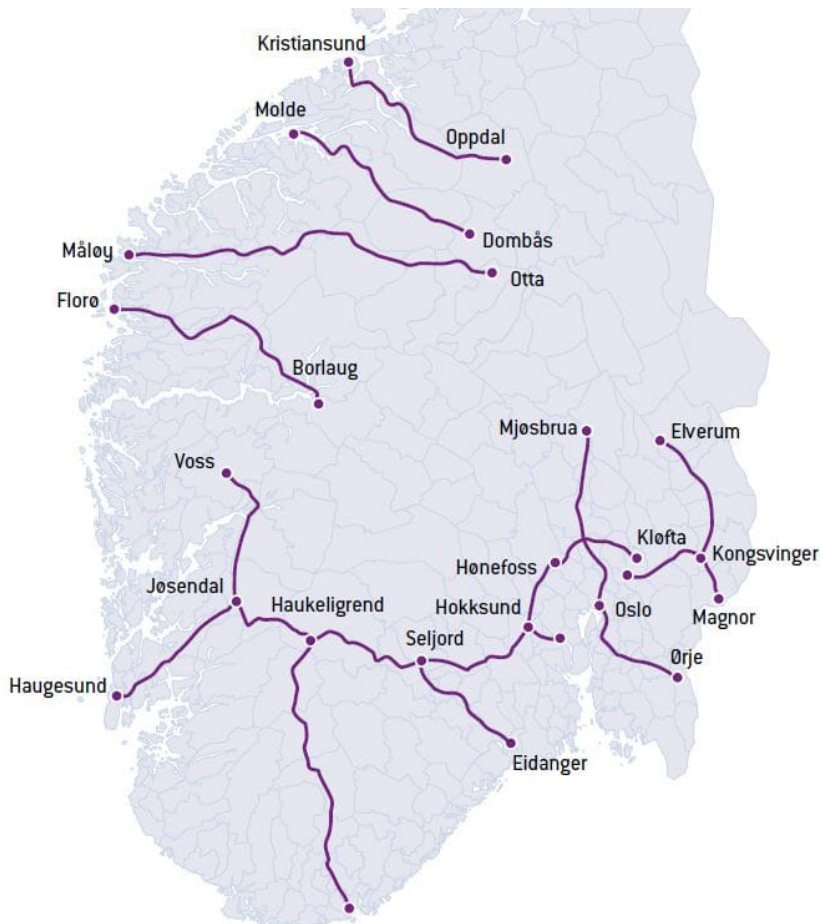 Kristiansund
Molde
Oppdal
Dombås
Måløy
Otta
Florø
Borlaug
Mjøsbrua
Elverum
Voss
Kløfta
Kongsvinger
Hønefoss
Jøsendal
Haukeligrend
Hokksund
Oslo
Magnor
Seljord
Ørje
Haugesund
Eidanger